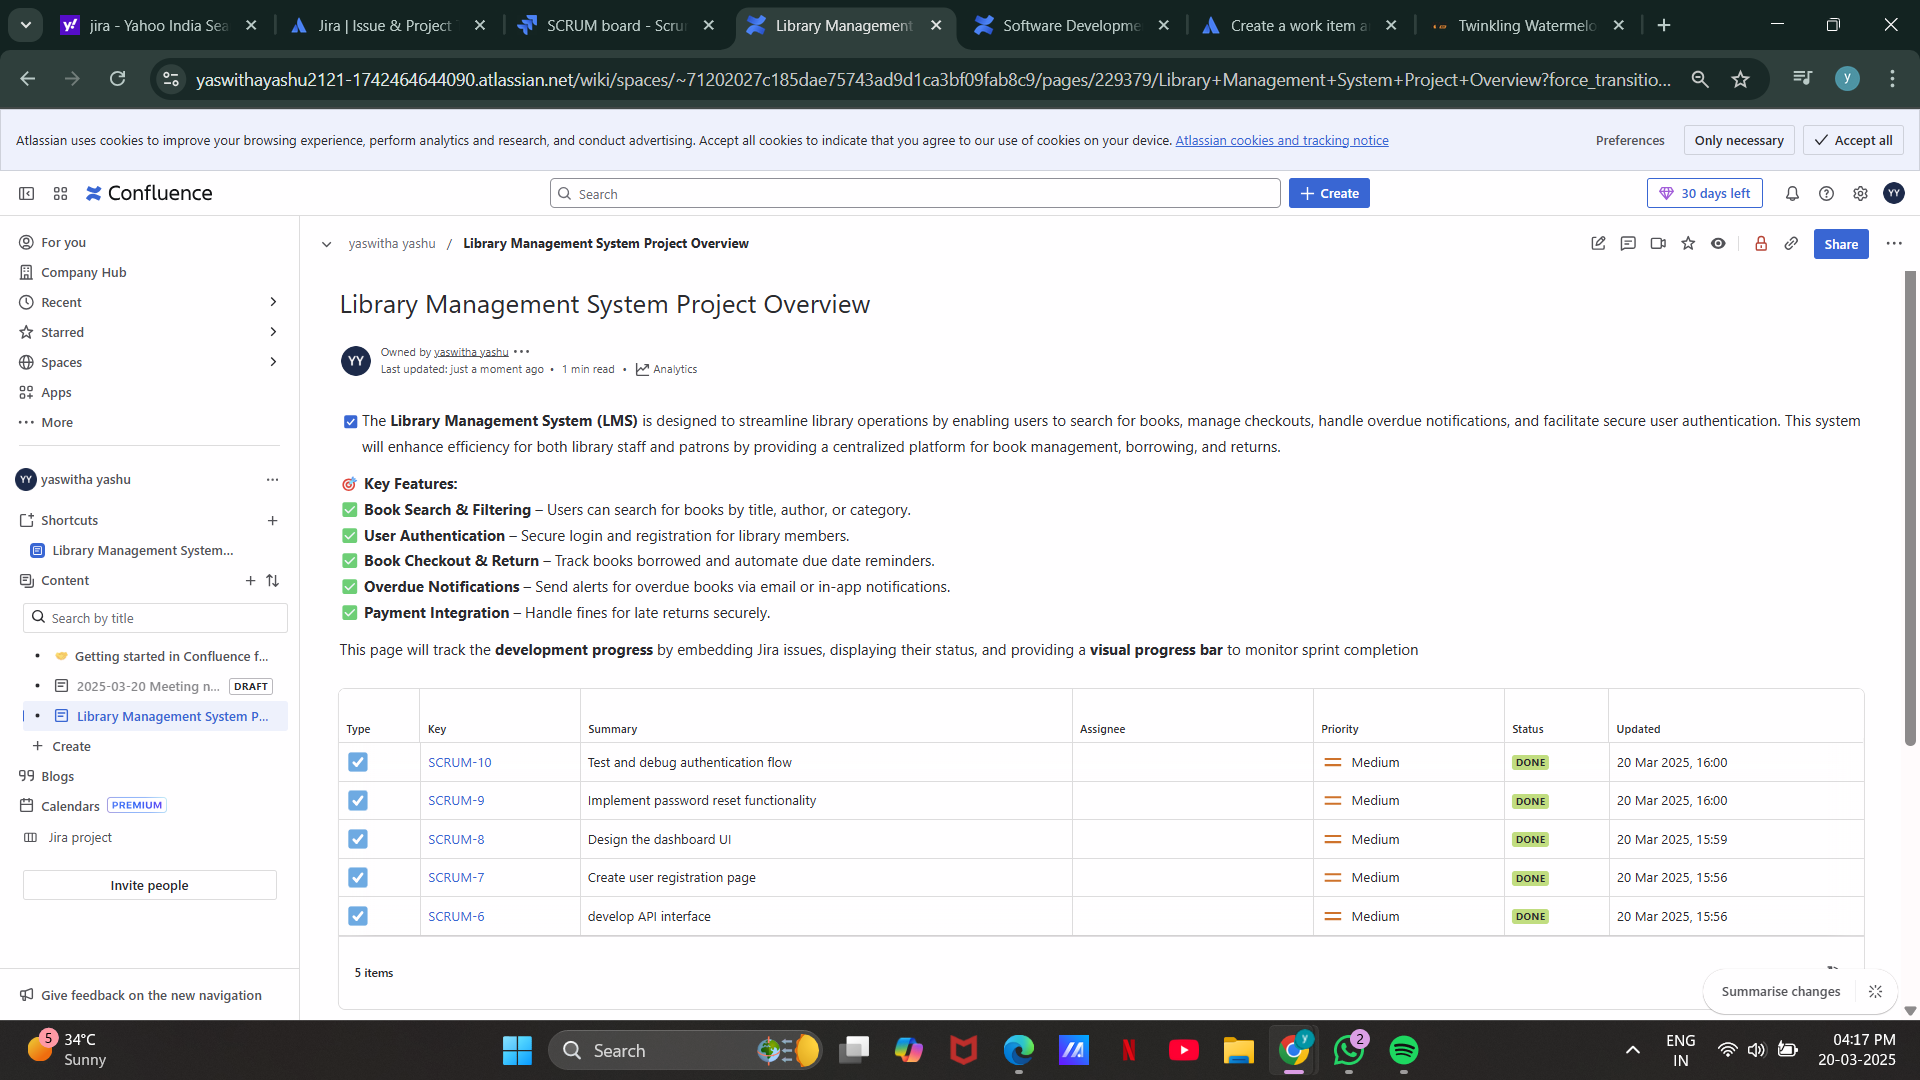 jira - Yahoo India Sea
Jira | Issue & Project
SCRUM board - Scru
Library Management
Software Developme
Create a work item a
Twinkling Watermelo
yaswithayashu2121-1742464644090.atlassian.net/wiki/spaces/~71202027c185dae75743ad9d1ca3bf09fab8c9/pages/229379/Library+Management+System+Project+Overview?force_transitio...
y
Atlassian uses cookies to improve your browsing experience, perform analytics and research, and conduct advertising. Accept all cookies to indicate that you agree to our use of cookies on your device. Atlassian cookies and tracking notice
Preferences
Only necessary
Accept all
Confluence
Search
Create
30 days left
YY
For you
Company Hub
Recent
Starred
Spaces
Apps
More
YY yaswitha yashu
Shortcuts
Library Management System...
Content
Search by title
Getting started in Confluence f...
2025-03-20 Meeting n... DRAFT
Library Management System P...
Create
Blogs
Calendars PREMIUM
Jira project
Invite people
Give feedback on the new navigation
yaswitha yashu / Library Management System Project Overview
Share
Library Management System Project Overview
YY
Owned by yaswitha yashu
Last updated: just a moment ago • 1 min read • Analytics
The Library Management System (LMS) is designed to streamline library operations by enabling users to search for books, manage checkouts, handle overdue notifications, and facilitate secure user authentication. This system
will enhance efficiency for both library staff and patrons by providing a centralized platform for book management, borrowing, and returns.
Key Features:
Book Search & Filtering – Users can search for books by title, author, or category.
User Authentication – Secure login and registration for library members.
Book Checkout & Return – Track books borrowed and automate due date reminders.
Overdue Notifications – Send alerts for overdue books via email or in-app notifications.
Payment Integration – Handle fines for late returns securely.
This page will track the development progress by embedding Jira issues, displaying their status, and providing a visual progress bar to monitor sprint completion
Type Key Summary Assignee Priority Status Updated
SCRUM-10 Test and debug authentication flow Medium DONE 20 Mar 2025, 16:00
SCRUM-9 Implement password reset functionality Medium DONE 20 Mar 2025, 16:00
SCRUM-8 Design the dashboard UI Medium DONE 20 Mar 2025, 15:59
SCRUM-7 Create user registration page Medium DONE 20 Mar 2025, 15:56
SCRUM-6 develop API interface Medium DONE 20 Mar 2025, 15:56
5 items
Summarise changes
5
34°C
Sunny
Search
y
2
ENG
IN
04:17 PM
20-03-2025